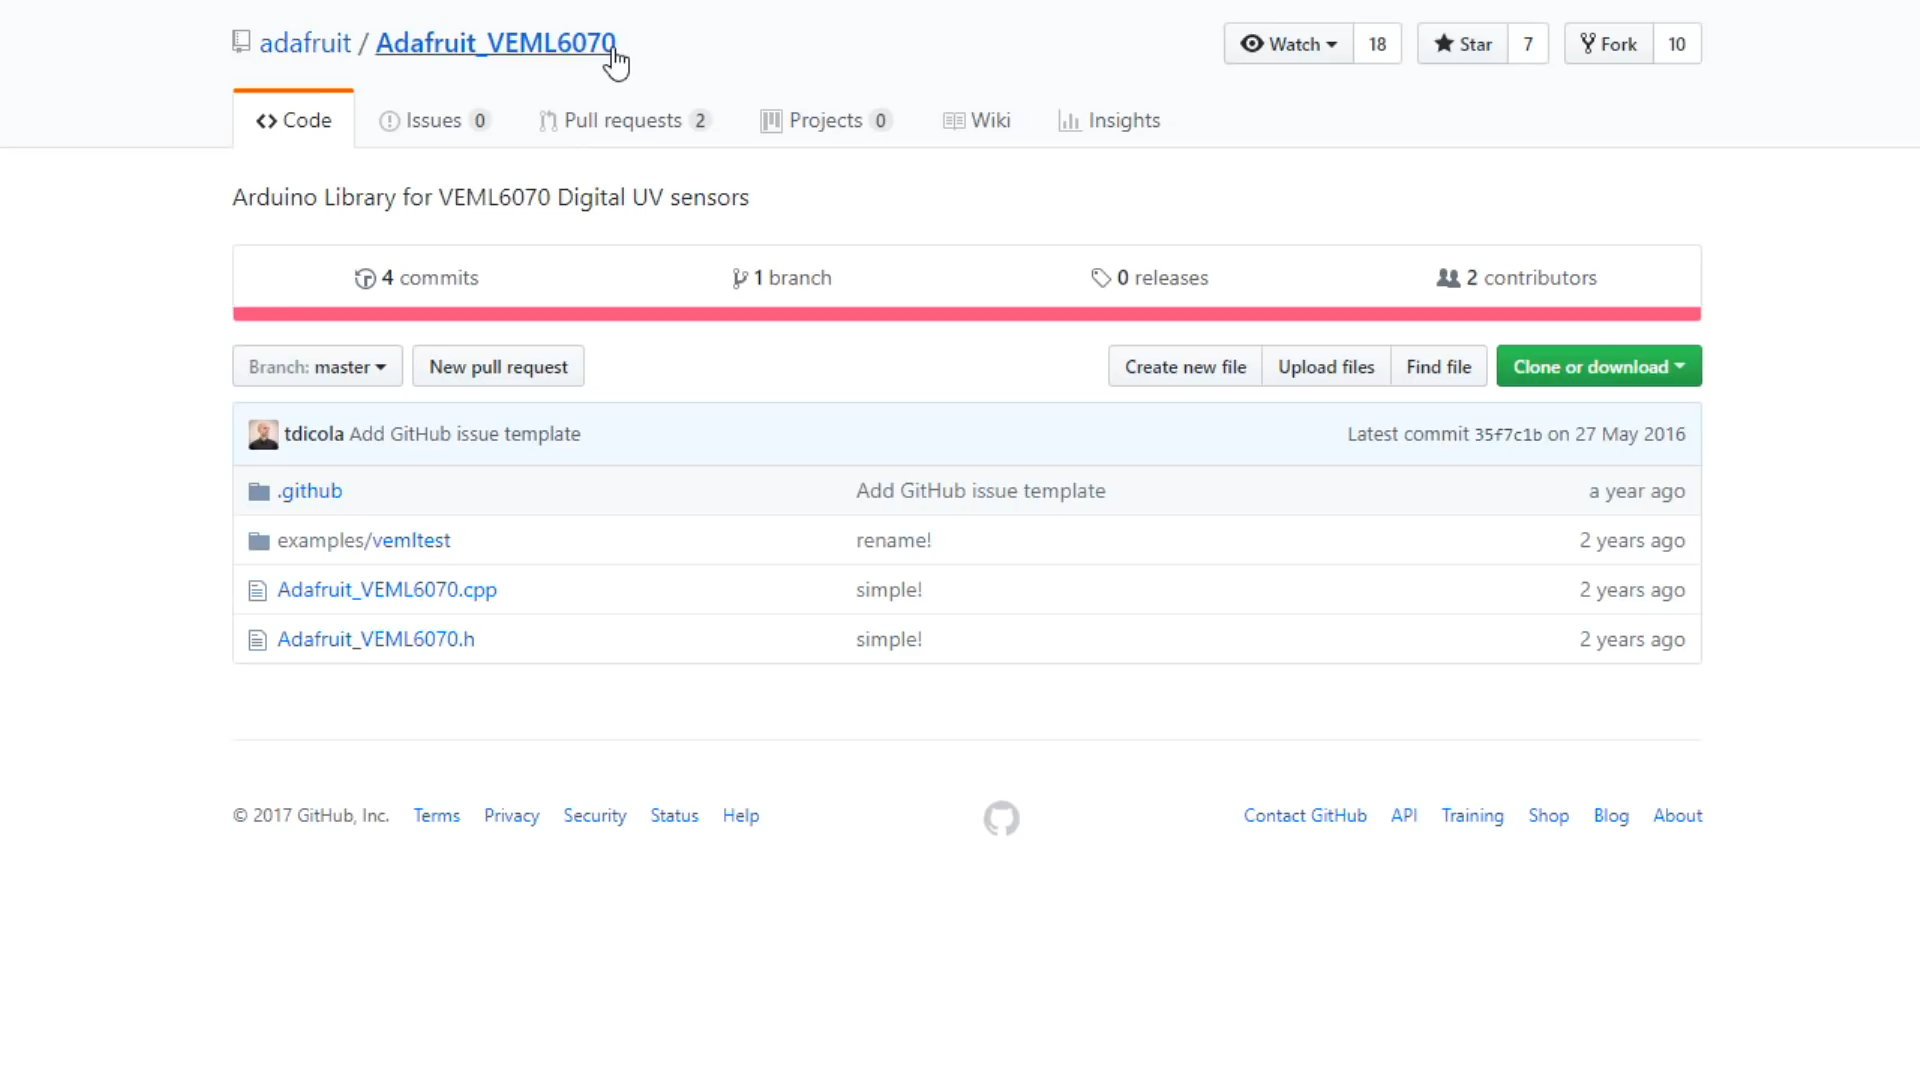 adafruit / Adafruit_VEML6070
Watch 18 Star 7 Fork 10
Code Issues 0 Pull requests 2 Projects 0 Wiki Insights
Arduino Library for VEML6070 Digital UV sensors
4 commits 1 branch 0 releases 2 contributors
Branch: master New pull request Create new file Upload files Find file Clone or download
tdicola Add GitHub issue template Latest commit 35f7c1b on 27 May 2016
.github Add GitHub issue template a year ago
examples/vemltest rename! 2 years ago
Adafruit_VEML6070.cpp simple! 2 years ago
Adafruit_VEML6070.h simple! 2 years ago
© 2017 GitHub, Inc. Terms Privacy Security Status Help Contact GitHub API Training Shop Blog About